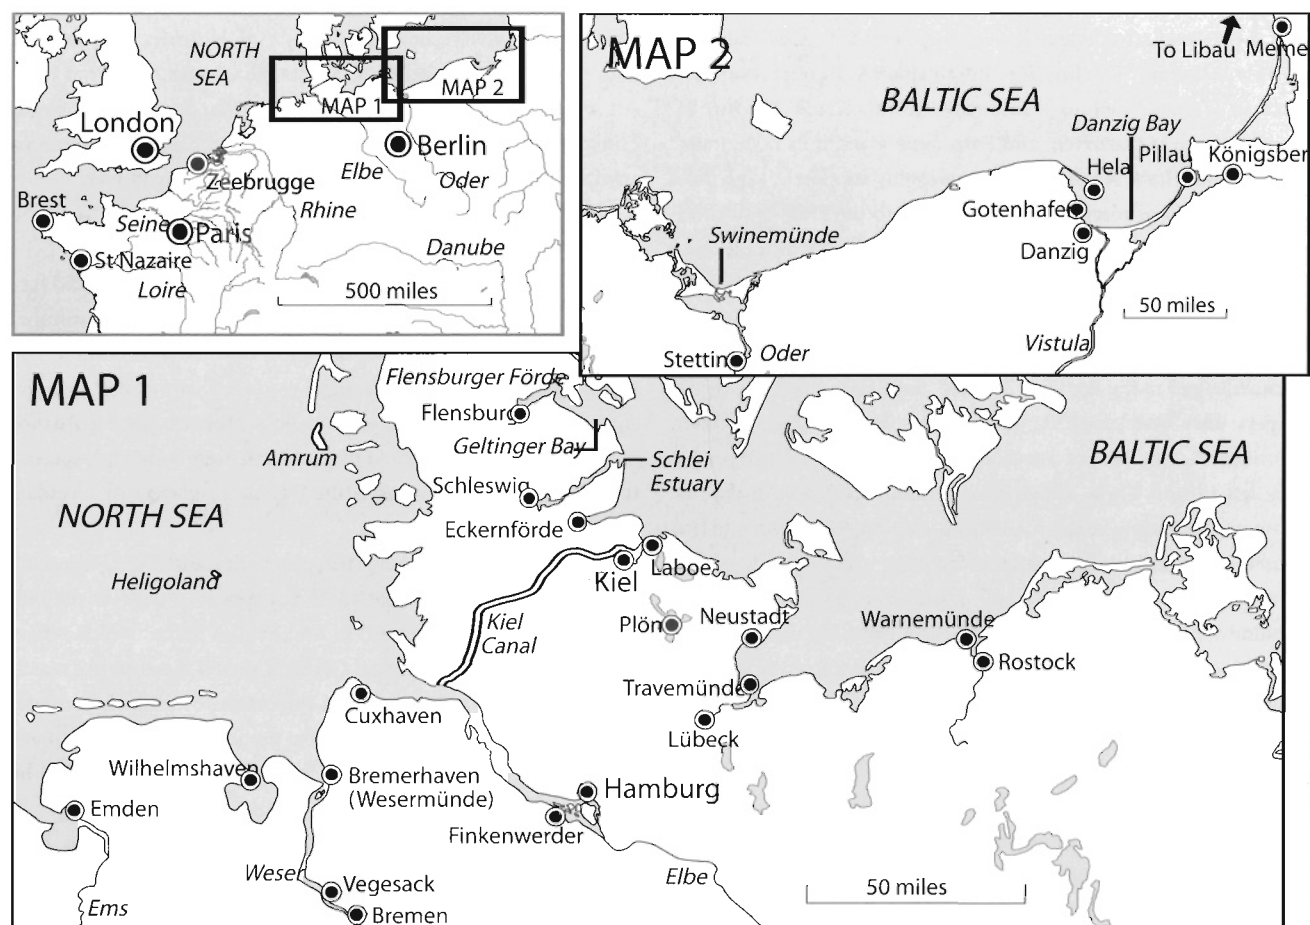 NORTH
SEA
MAP 1
MAP 2
London
Berlin
Elbe
Oder
Zeebrugge
Rhine
Brest
Seine
Paris
Danube
St Nazaire
Loire
500 miles
MAP 2
To Libau
Meme
BALTIC SEA
Danzig Bay
Hela
Pillau
Königsber
Gotenhafen
Danzig
Swinemünde
50 miles
Vistula
Stettin
Oder
MAP 1
Flensburger Förde
Flensburg
Geltinger Bay
Amrum
Schlei
Estuary
BALTIC SEA
Schleswig
NORTH SEA
Eckernförde
Heligoland
Kiel
Laboe
Kiel
Canal
Plön
Neustadt
Warnemünde
Rostock
Travemünde
Cuxhaven
Lübeck
Wilhelmshaven
Bremerhaven
(Wesermünde)
Hamburg
Emden
Finkenwerder
Weser
Vegesack
Elbe
50 miles
Ems
Bremen